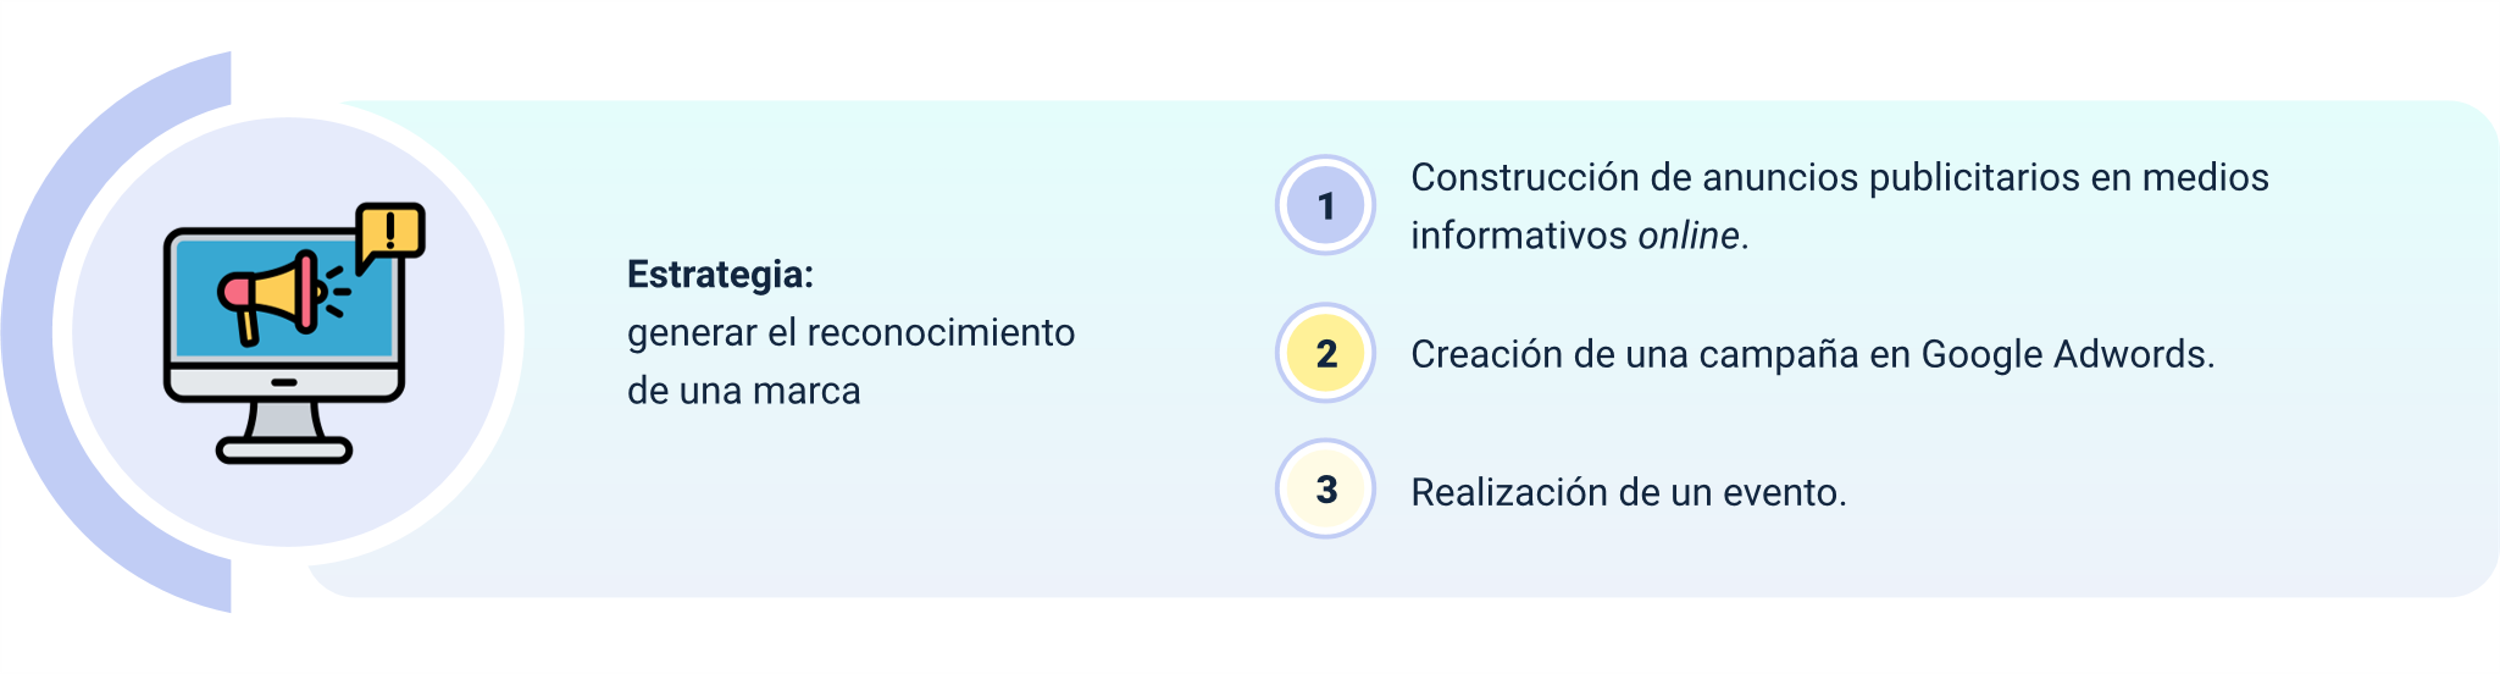 Estrategia:
generar el reconocimiento
de una marca
1
Construcción de anuncios publicitarios en medios
informativos online.
2
Creación de una campaña en Google Adwords.
3
Realización de un evento.